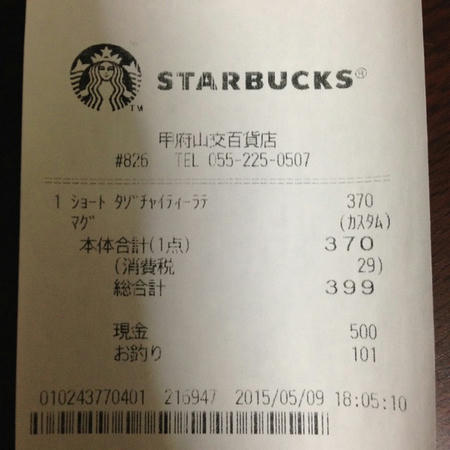 STARBUCKS®
TM
甲府山交百貨店
#826 TEL 055-225-0507
1 ショート タゾチャイティーラテ 370
マグ (カスタム)
本体合計(1点) 370
(消費税 29)
総合計 399
現金 500
お釣り 101
010243770401 216947 2015/05/09 18:05:10